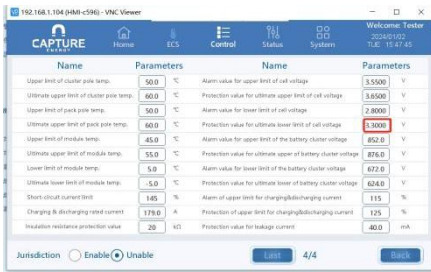 192.168.1.104 (HMI-c596) - VNC Viewer
CAPTURE
ENERGY
Home
ECS
Control
Status
System
Welcome: Tester
2024/01/02
TUE 15:47:45
Name Parameters Name Parameters
Upper limit of cluster pole temp. 50.0 ℃ Alarm value for upper limit of cell voltage 3.5500 V
Ultimate upper limit of cluster pole temp. 60.0 ℃ Protection value for ultimate upper limit of cell voltage 3.6500 V
Upper limit of pack pole temp. 50.0 ℃ Alarm value for lower limit of cell voltage 2.8000 V
Ultimate upper limit of pack pole temp. 60.0 ℃ Protection value for ultimate lower limit of cell voltage 3.3000 V
Upper limit of module temp. 45.0 ℃ Alarm value for upper limit of the battery cluster voltage 852.0 V
Ultimate upper limit of module temp. 55.0 ℃ Protection value for ultimate upper of battery cluster voltage 876.0 V
Lower limit of module temp. 5.0 ℃ Alarm value for lower limit of the battery cluster voltage 672.0 V
Ultimate lower limit of module temp. -5.0 ℃ Protection value for ultimate lower of battery cluster voltage 624.0 V
Short-circuit current limit 145 % Alarm of upper limit for charging&discharging current 115 %
Charging & discharging rated current 179.0 A Protection of upper limit for charging&discharging current 125 %
Insulation resistance protection value 20 kΩ Protection value for leakage current 40.0 mA
Jurisdiction Enable Unable Last 4/4 Back